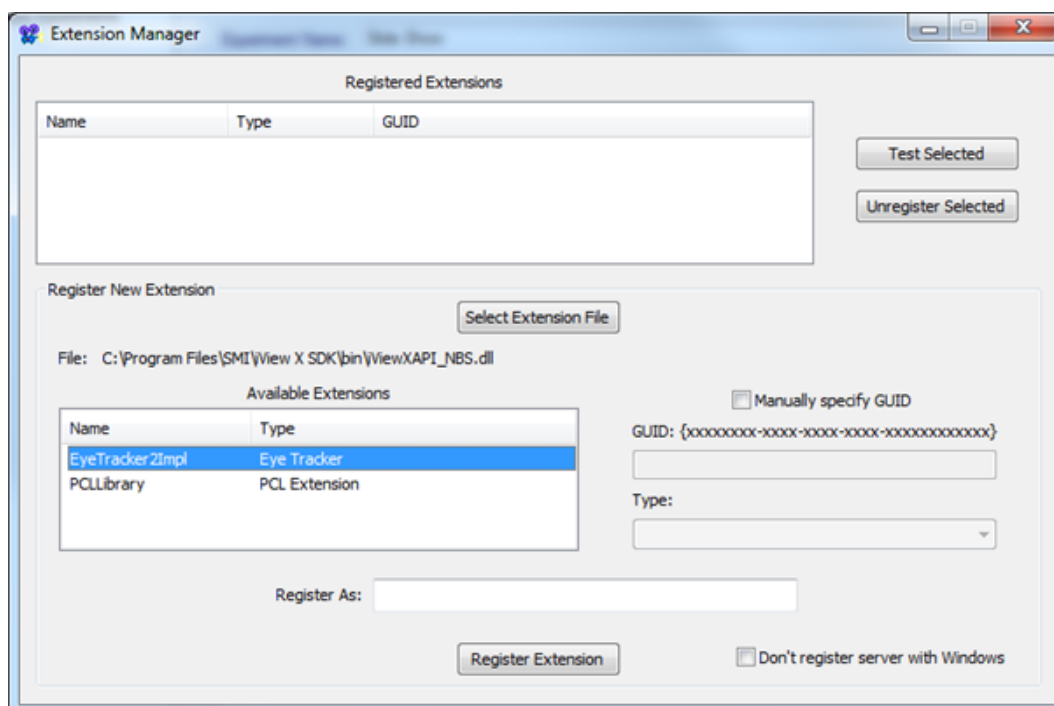 Extension Manager
Registered Extensions
Name Type GUID
Test Selected
Unregister Selected
Register New Extension
Select Extension File
File: C:\Program Files\SMI\iView X SDK\bin\iViewXAPI_NBS.dll
Available Extensions
Manually specify GUID
Name Type
GUID: {xxxxxxxx-xxxx-xxxx-xxxx-xxxxxxxxxxxx}
EyeTracker2Impl Eye Tracker
PCLLibrary PCL Extension
Type:
Register As:
Register Extension
Don't register server with Windows